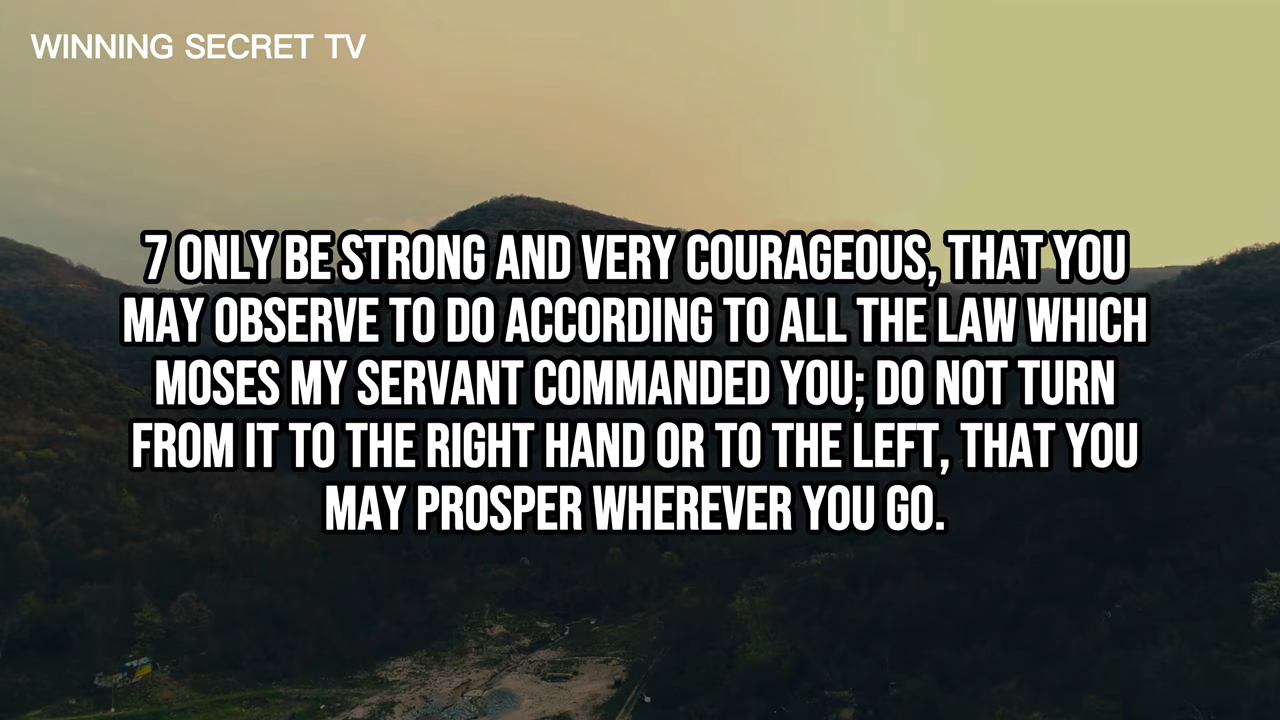 WINNING SECRET TV
7 ONLY BE STRONG AND VERY COURAGEOUS, THAT YOU
MAY OBSERVE TO DO ACCORDING TO ALL THE LAW WHICH
MOSES MY SERVANT COMMANDED YOU; DO NOT TURN
FROM IT TO THE RIGHT HAND OR TO THE LEFT, THAT YOU
MAY PROSPER WHEREVER YOU GO.